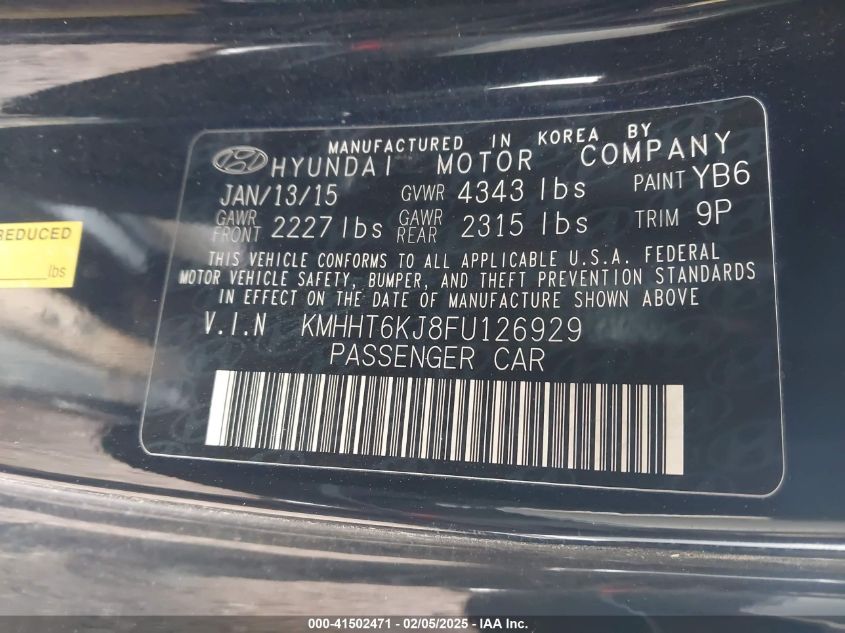 MANUFACTURED IN KOREA BY
HYUNDAI MOTOR COMPANY
JAN/13/15 GVWR 4343 lbs PAINT YB6
GAWR FRONT 2227 lbs GAWR REAR 2315 lbs TRIM 9P
THIS VEHICLE CONFORMS TO ALL APPLICABLE U.S.A. FEDERAL
MOTOR VEHICLE SAFETY, BUMPER, AND THEFT PREVENTION STANDARDS
IN EFFECT ON THE DATE OF MANUFACTURE SHOWN ABOVE
V.I.N KMHHT6KJ8FU126929
PASSENGER CAR
REDUCED
lbs
000-41502471 - 02/05/2025 - IAAI.COM